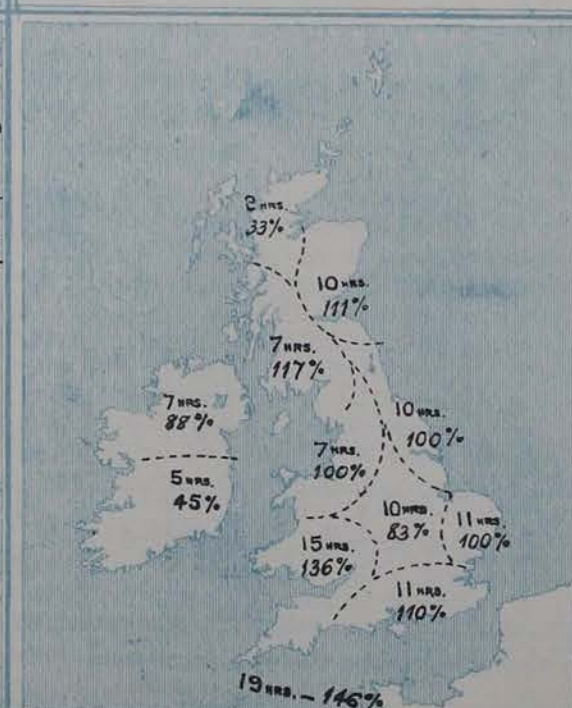 2 HRS.
33%
10 HRS.
111%
7 HRS.
117%
7 HRS.
88%
10 HRS.
100%
7 HRS.
100%
5 HRS.
45%
10 HRS.
83%
11 HRS.
100%
15 HRS.
136%
11 HRS.
110%
19 HRS. – 146%